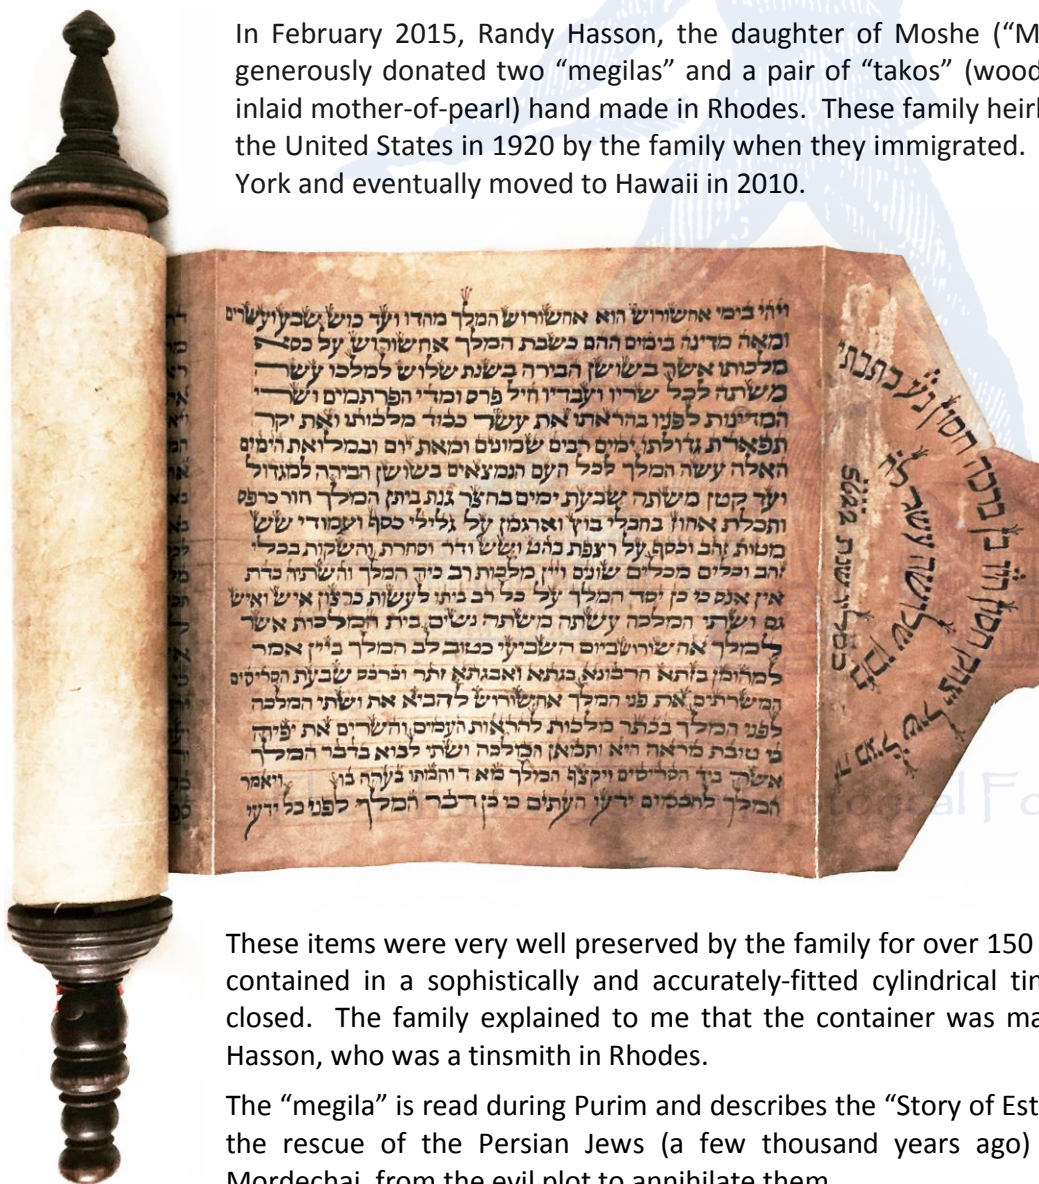 In February 2015, Randy Hasson, the daughter of Moshe (“M
generously donated two “megilas” and a pair of “takos” (wood
inlaid mother-of-pearl) hand made in Rhodes. These family heirl
the United States in 1920 by the family when they immigrated.
York and eventually moved to Hawaii in 2010.
ויהי בימי אחשורוש הוא אחשורוש המלך מהדו ועד כוש שבע ועשרים
ומאה מדינה בימים ההם כשבת המלך אחשורוש על כסא
מלכותו אשר בשושן הבירה בשנת שלוש למלכו עשה
משתה לכל שריו ועבדיו חיל פרס ומדי הפרתמים ושרי
המדינות לפניו בהראתו את עשר כבוד מלכותו ואת יקר
תפארת גדולתו ימים רבים שמונים ומאת יום ובמלואת הימים
האלה עשה המלך לכל העם הנמצאים בשושן הבירה למגדול
ועד קטן משתה שבעת ימים בחצר גנת ביתן המלך חור כרפס
ותכלת אחוז בחבלי בוץ וארגמן על גלילי כסף ועמודי שש
מטות זהב וכסף על רצפת בהט ושש ודר וסחרת והשקות בכלי
זהב וכלים מכלים שונים ויין מלכות רב כיד המלך והשתיה כדת
אין אנס כי כן יסד המלך על כל רב ביתו לעשות כרצון איש ואיש
גם ושתי המלכה עשתה משתה נשים בית המלכות אשר
למלך אחשורוש ביום השביעי כטוב לב המלך ביין אמר
למהומן בזתא חרבונא בגתא ואבגתא זתר וכרכס שבעת הסריסים
המשרתים את פני המלך אחשורוש להביא את ושתי המלכה
לפני המלך בכתר מלכות להראות העמים והשרים את יפיה
כי טובת מראה היא ותמאן המלכה ושתי לבוא בדבר המלך
אשר ביד הסריסים ויקצף המלך מאד וחמתו בערה בו ויאמר
המלך לחכמים ידעי העתים כי כן דבר המלך לפני כל ידעי
של יצחק חסון בן ברכה חסון נ״ע כתבתי
שלושה עשר
שנת 5622
These items were very well preserved by the family for over 150
contained in a sophistically and accurately-fitted cylindrical tin
closed. The family explained to me that the container was ma
Hasson, who was a tinsmith in Rhodes.
The “megila” is read during Purim and describes the “Story of Est
the rescue of the Persian Jews (a few thousand years ago)
Mordechai, from the evil plot to annihilate them.